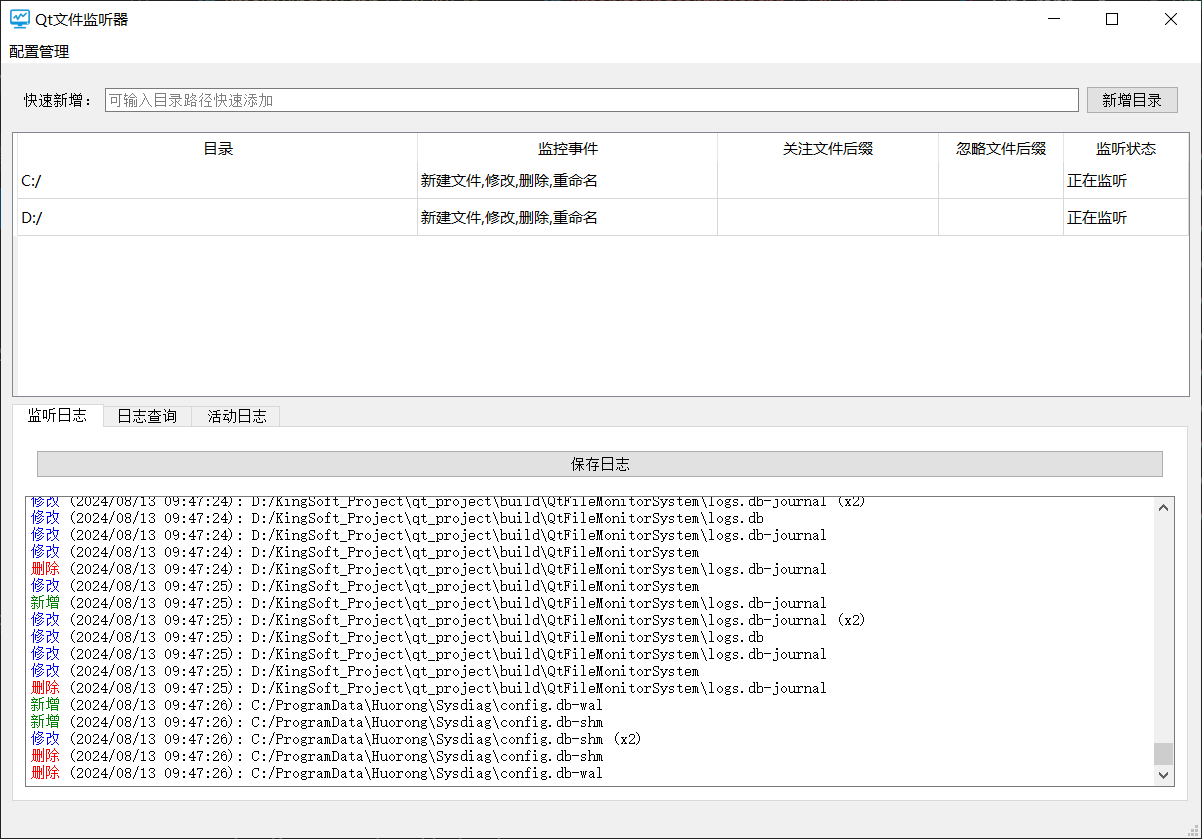 Qt文件监听器
配置管理
快速新增： 可输入目录路径快速添加 新增目录
目录 监控事件 关注文件后缀 忽略文件后缀 监听状态
C:/ 新建文件,修改,删除,重命名 正在监听
D:/ 新建文件,修改,删除,重命名 正在监听
监听日志 日志查询 活动日志
保存日志
修改 (2024/08/13 09:47:24): D:/KingSoft_Project\qt_project\build\QtFileMonitorSystem\logs.db-journal (x2)
修改 (2024/08/13 09:47:24): D:/KingSoft_Project\qt_project\build\QtFileMonitorSystem\logs.db
修改 (2024/08/13 09:47:24): D:/KingSoft_Project\qt_project\build\QtFileMonitorSystem\logs.db-journal
修改 (2024/08/13 09:47:24): D:/KingSoft_Project\qt_project\build\QtFileMonitorSystem
删除 (2024/08/13 09:47:24): D:/KingSoft_Project\qt_project\build\QtFileMonitorSystem\logs.db-journal
修改 (2024/08/13 09:47:25): D:/KingSoft_Project\qt_project\build\QtFileMonitorSystem
新增 (2024/08/13 09:47:25): D:/KingSoft_Project\qt_project\build\QtFileMonitorSystem\logs.db-journal
修改 (2024/08/13 09:47:25): D:/KingSoft_Project\qt_project\build\QtFileMonitorSystem\logs.db-journal (x2)
修改 (2024/08/13 09:47:25): D:/KingSoft_Project\qt_project\build\QtFileMonitorSystem\logs.db
修改 (2024/08/13 09:47:25): D:/KingSoft_Project\qt_project\build\QtFileMonitorSystem\logs.db-journal
修改 (2024/08/13 09:47:25): D:/KingSoft_Project\qt_project\build\QtFileMonitorSystem
删除 (2024/08/13 09:47:25): D:/KingSoft_Project\qt_project\build\QtFileMonitorSystem\logs.db-journal
新增 (2024/08/13 09:47:26): C:/ProgramData\Huorong\Sysdiag\config.db-wal
新增 (2024/08/13 09:47:26): C:/ProgramData\Huorong\Sysdiag\config.db-shm
修改 (2024/08/13 09:47:26): C:/ProgramData\Huorong\Sysdiag\config.db-shm (x2)
删除 (2024/08/13 09:47:26): C:/ProgramData\Huorong\Sysdiag\config.db-shm
删除 (2024/08/13 09:47:26): C:/ProgramData\Huorong\Sysdiag\config.db-wal